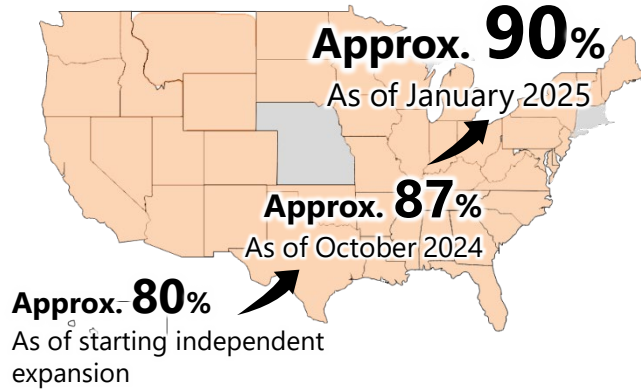 Approx. 90%
As of January 2025
Approx. 87%
As of October 2024
Approx. 80%
As of starting independent
expansion